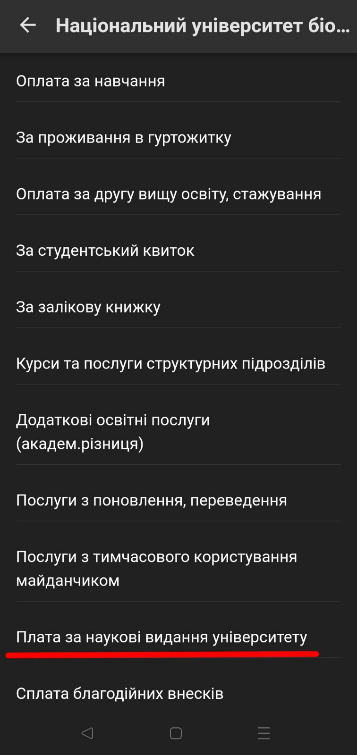 Національний університет біо...
Оплата за навчання
За проживання в гуртожитку
Оплата за другу вищу освіту, стажування
За студентський квиток
За залікову книжку
Курси та послуги структурних підрозділів
Додаткові освітні послуги
(академ.різниця)
Послуги з поновлення, переведення
Послуги з тимчасового користування
майданчиком
Плата за наукові видання університету
Сплата благодійних внесків